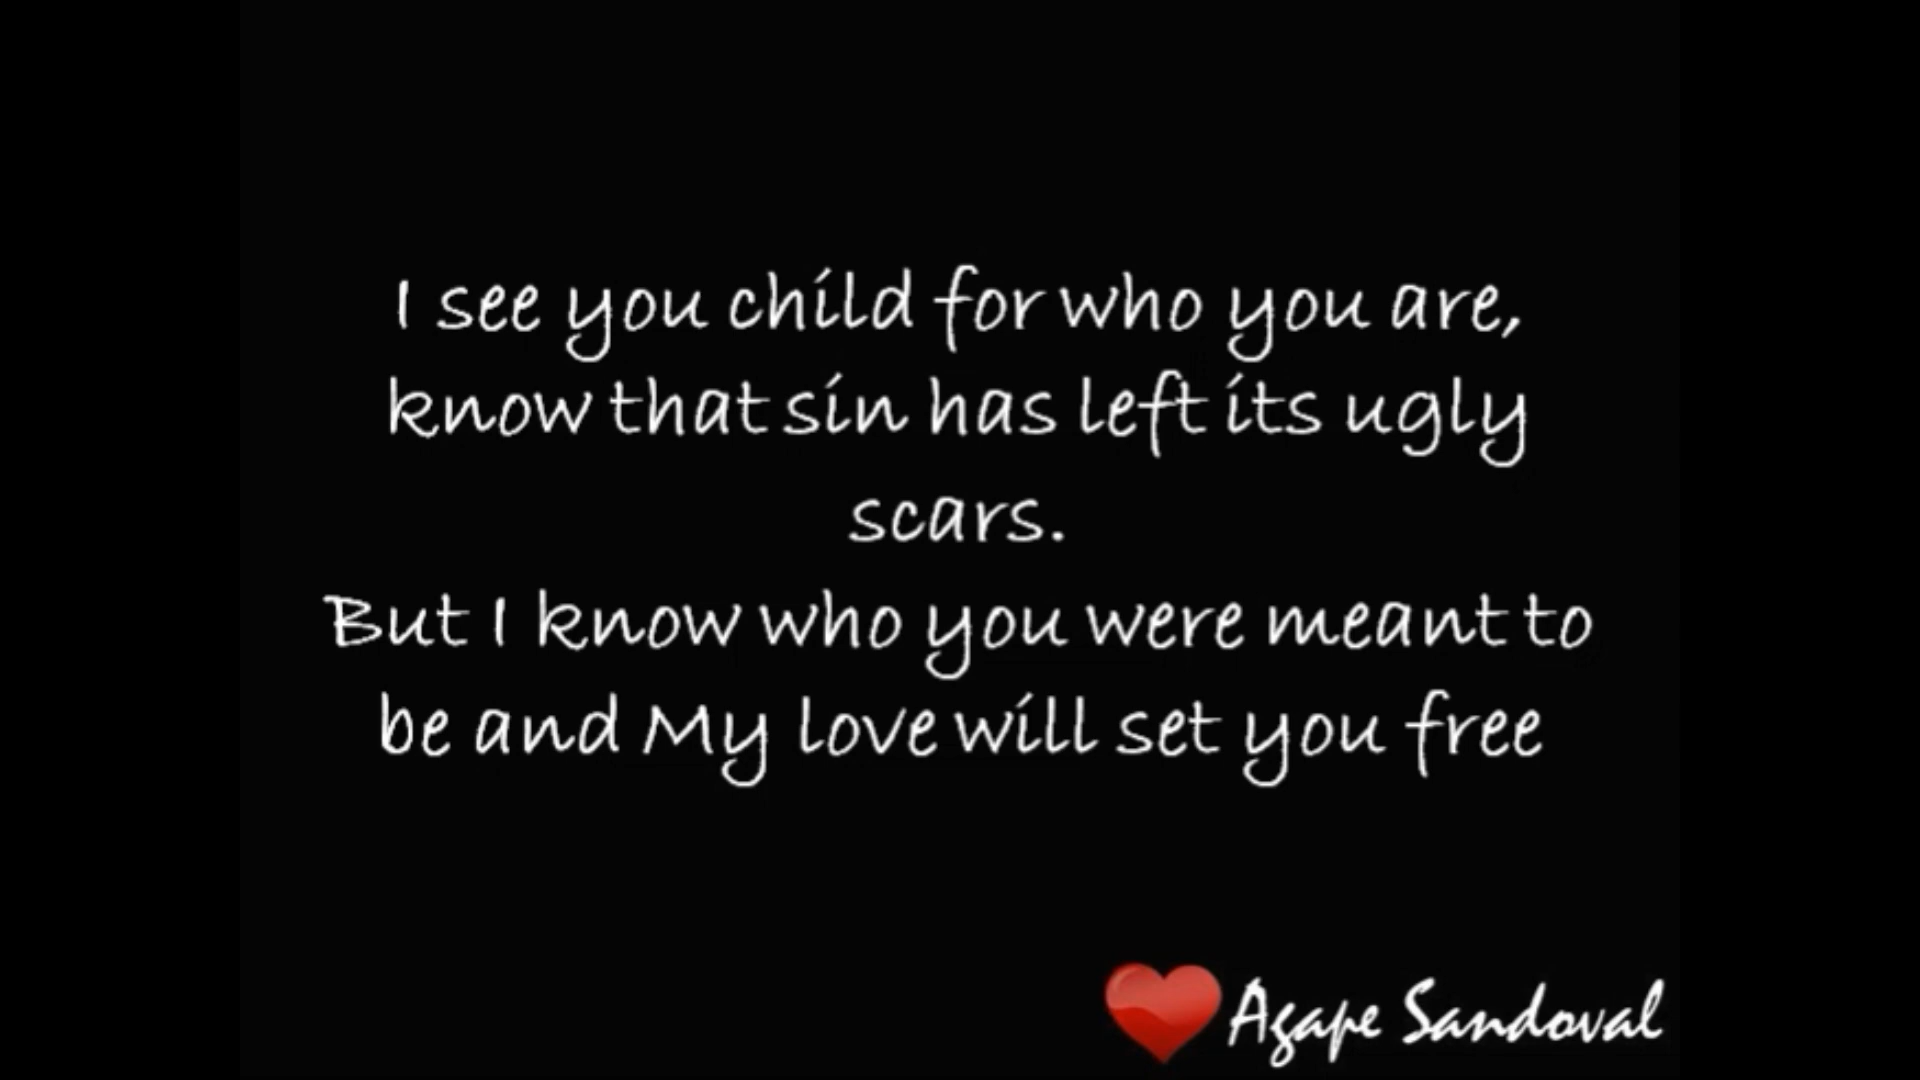 I see you child for who you are,
know that sin has left its ugly
scars.
But I know who you were meant to
be and My love will set you free
Agape Sandoval